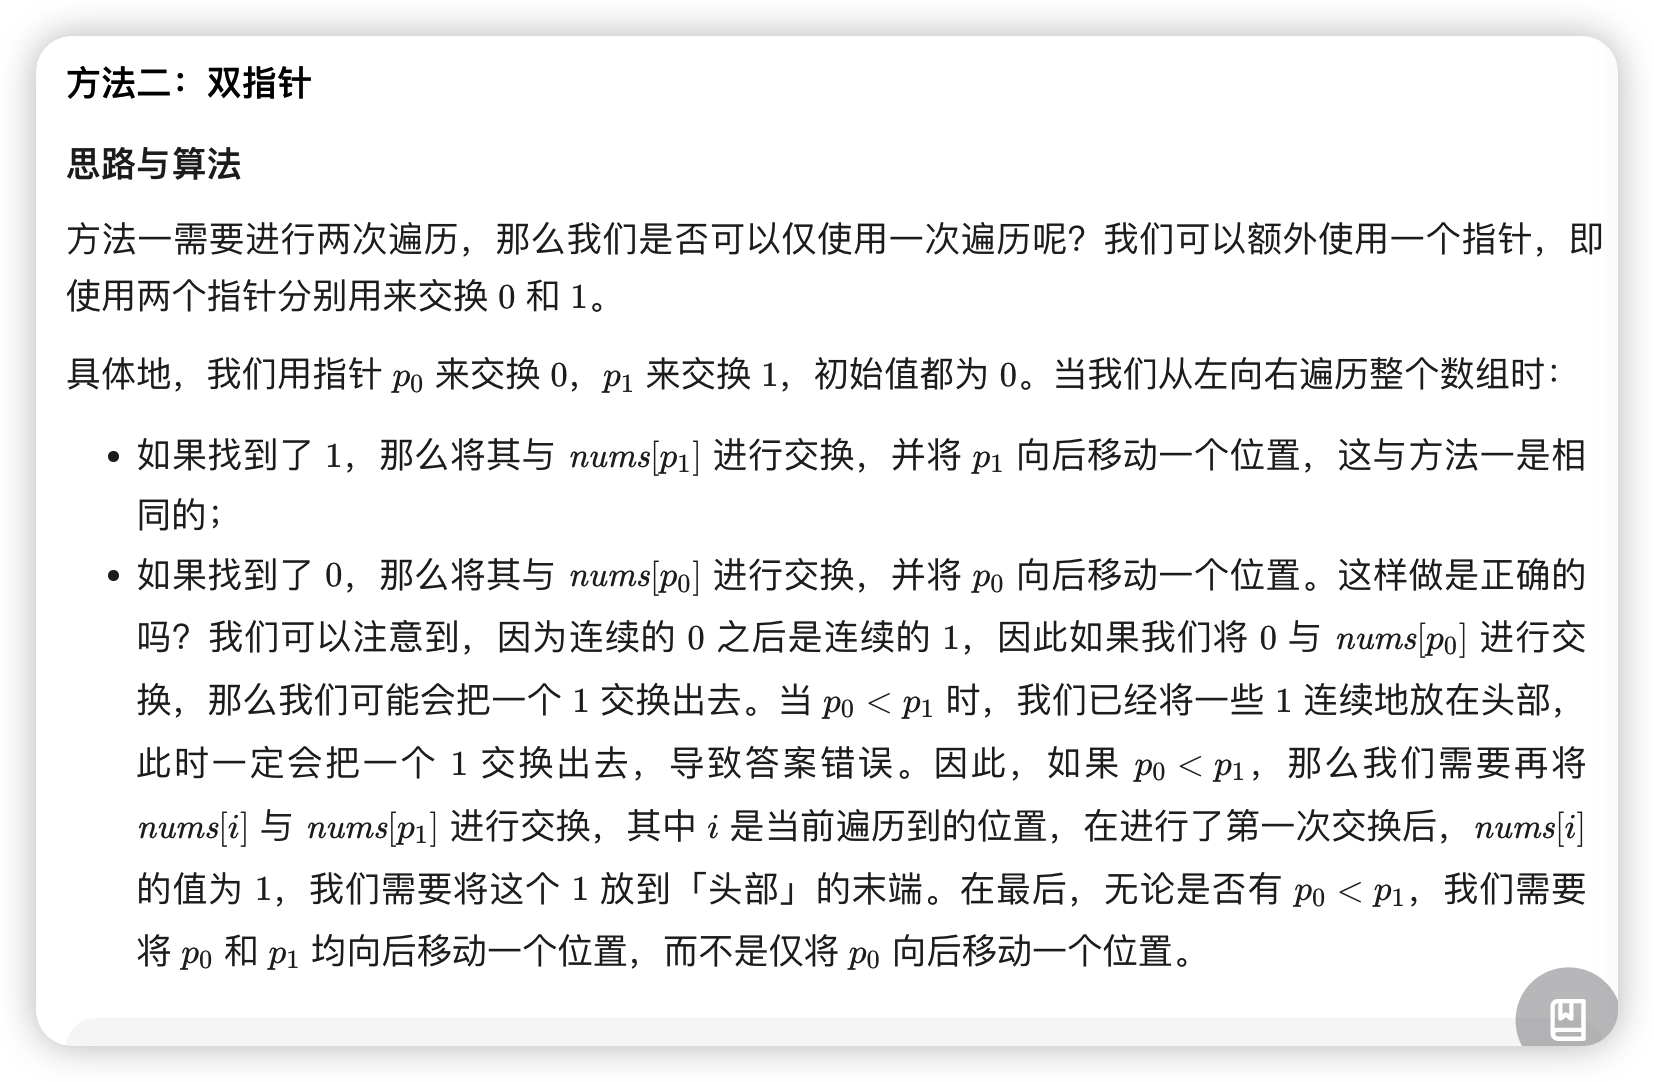 方法二：双指针
思路与算法
方法一需要进行两次遍历，那么我们是否可以仅使用一次遍历呢？我们可以额外使用一个指针，即
使用两个指针分别用来交换 0 和 1。
具体地，我们用指针 p₀ 来交换 0，p₁ 来交换 1，初始值都为 0。当我们从左向右遍历整个数组时：
• 如果找到了 1，那么将其与 nums[p₁] 进行交换，并将 p₁ 向后移动一个位置，这与方法一是相
同的；
• 如果找到了 0，那么将其与 nums[p₀] 进行交换，并将 p₀ 向后移动一个位置。这样做是正确的
吗？我们可以注意到，因为连续的 0 之后是连续的 1，因此如果我们将 0 与 nums[p₀] 进行交
换，那么我们可能会把一个 1 交换出去。当 p₀ < p₁ 时，我们已经将一些 1 连续地放在头部，
此时一定会把一个 1 交换出去，导致答案错误。因此，如果 p₀ < p₁，那么我们需要再将
nums[i] 与 nums[p₁] 进行交换，其中 i 是当前遍历到的位置，在进行了第一次交换后，nums[i]
的值为 1，我们需要将这个 1 放到「头部」的末端。在最后，无论是否有 p₀ < p₁，我们需要
将 p₀ 和 p₁ 均向后移动一个位置，而不是仅将 p₀ 向后移动一个位置。